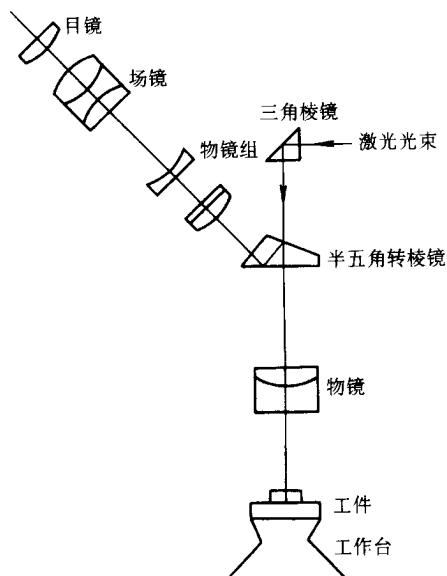 目镜
场镜
三角棱镜
物镜组
激光光束
半五角转棱镜
物镜
工件
工作台